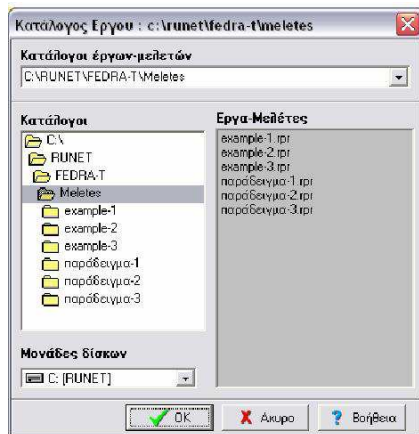 Κατάλογος Εργου : c:\runet\fedra-t\meletes
Κατάλογοι έργων-μελετών
C:\RUNET\FEDRA-T\Meletes
Κατάλογοι
C:\
RUNET
FEDRA-T
Meletes
example-1
example-2
example-3
παράδειγμα-1
παράδειγμα-2
παράδειγμα-3
Εργα-Μελέτες
example-1.rpr
example-2.rpr
example-3.rpr
παράδειγμα-1.rpr
παράδειγμα-2.rpr
παράδειγμα-3.rpr
Μονάδες δίσκων
C: [RUNET]
OK
Ακυρο
Βοήθεια